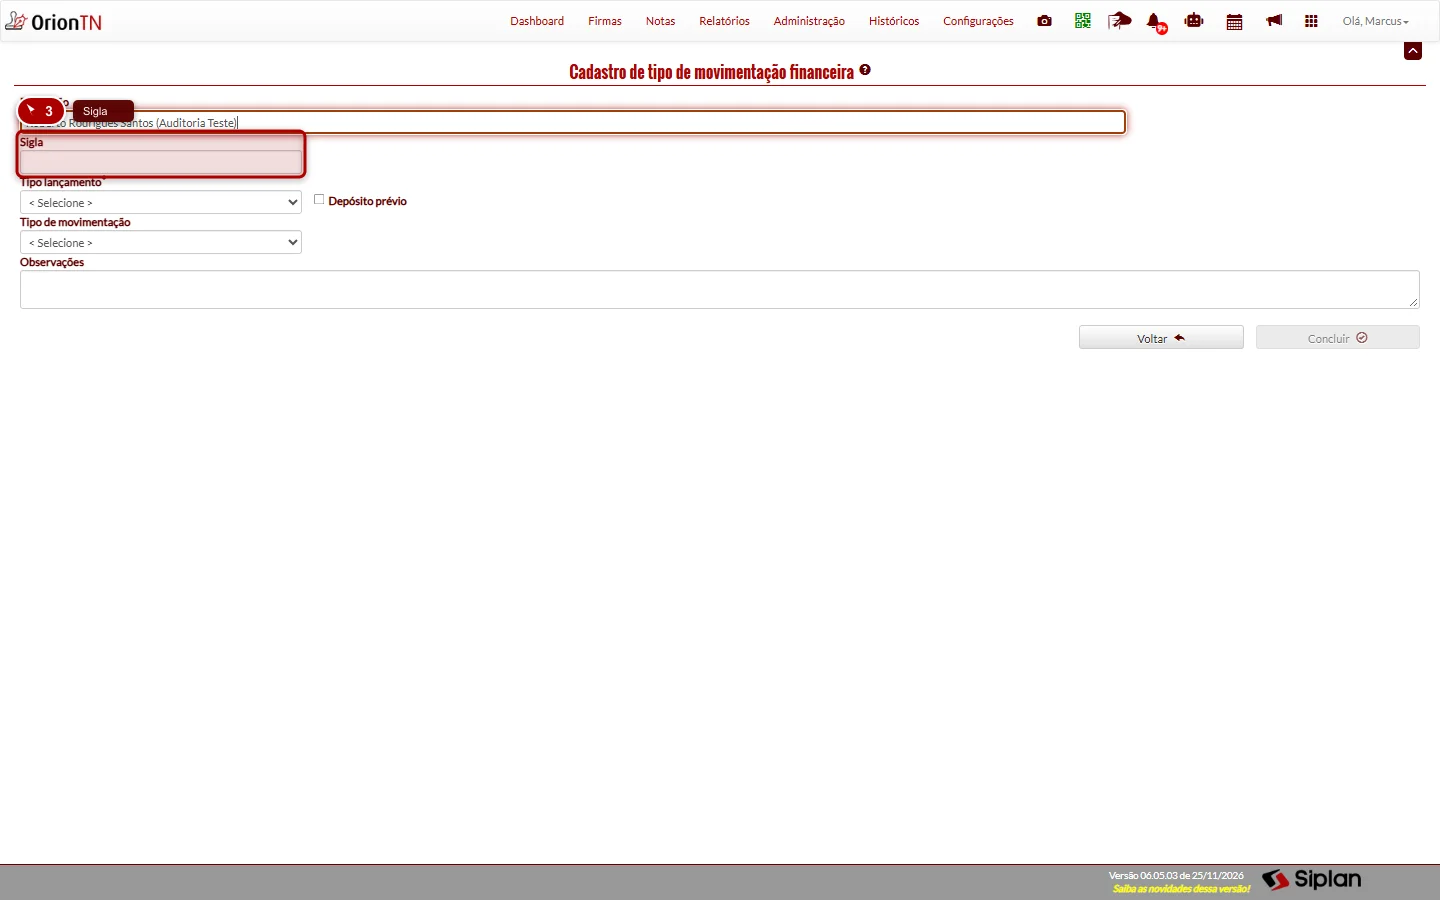 OrionTN
Dashboard Firmas Notas Relatórios Administração Históricos Configurações 9+ Olá, Marcus
Cadastro de tipo de movimentação financeira ?
3 Sigla
Rodrigues Santos (Auditoria Teste)
Sigla
Tipo lançamento*
< Selecione > Depósito prévio
Tipo de movimentação
< Selecione >
Observações
Voltar Concluir
Versão 06.05.03 de 25/11/2026
Saiba as novidades dessa versão!
Siplan